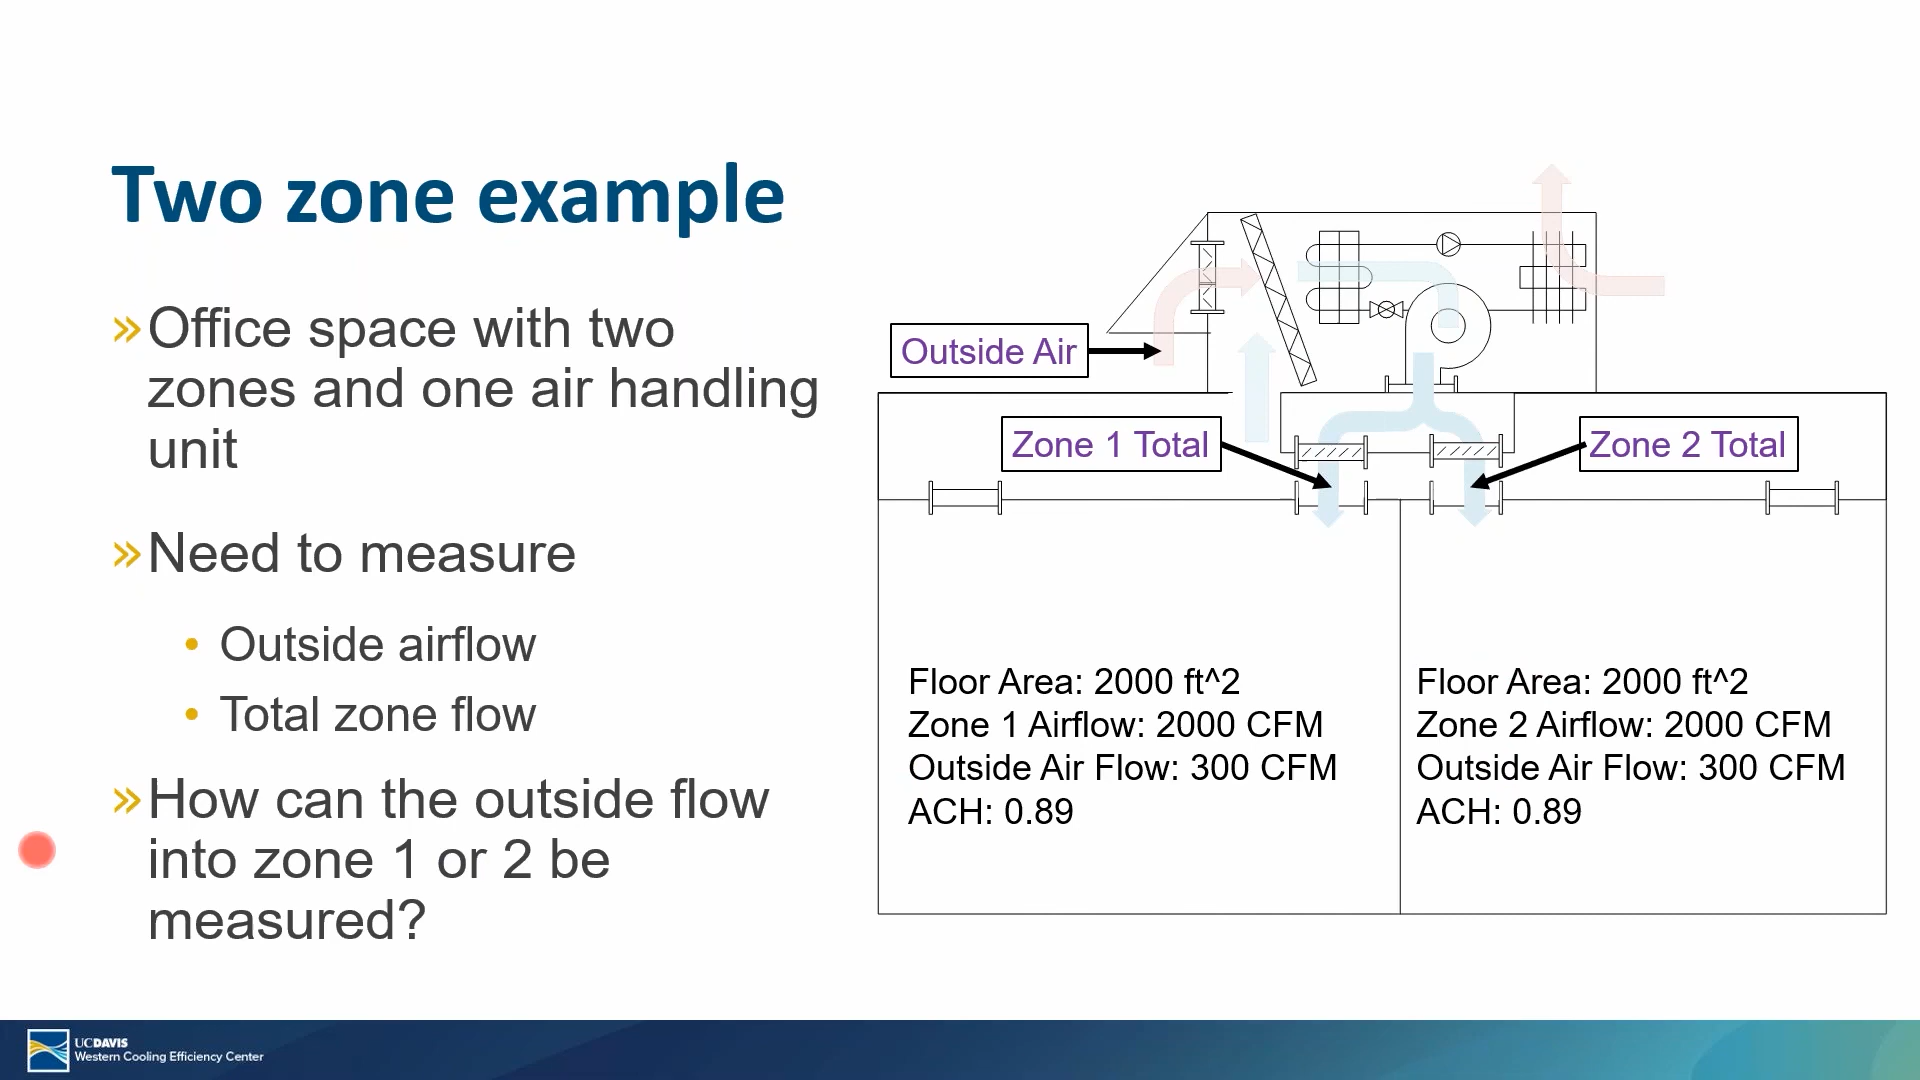 Two zone example
» Office space with two
zones and one air handling
unit
» Need to measure
• Outside airflow
• Total zone flow
» How can the outside flow
into zone 1 or 2 be
measured?
Outside Air
Zone 1 Total
Zone 2 Total
Floor Area: 2000 ft^2
Zone 1 Airflow: 2000 CFM
Outside Air Flow: 300 CFM
ACH: 0.89
Floor Area: 2000 ft^2
Zone 2 Airflow: 2000 CFM
Outside Air Flow: 300 CFM
ACH: 0.89
UCDAVIS
Western Cooling Efficiency Center